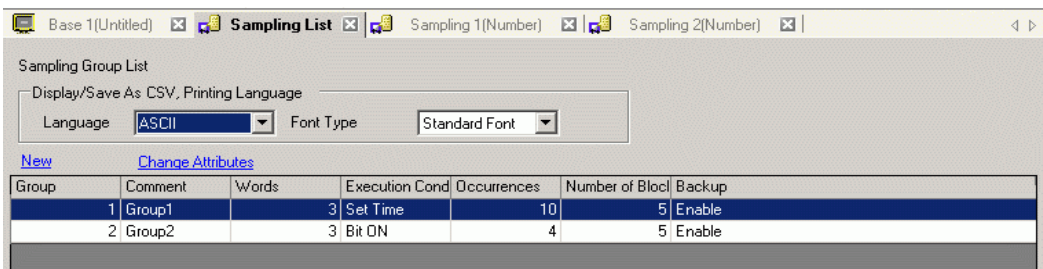 Base 1(Untitled) Sampling List Sampling 1(Number) Sampling 2(Number)
Sampling Group List
Display/Save As CSV, Printing Language
Language ASCII Font Type Standard Font
New Change Attributes
Group Comment Words Execution Cond Occurrences Number of Blocl Backup
1 Group1 3 Set Time 10 5 Enable
2 Group2 3 Bit ON 4 5 Enable